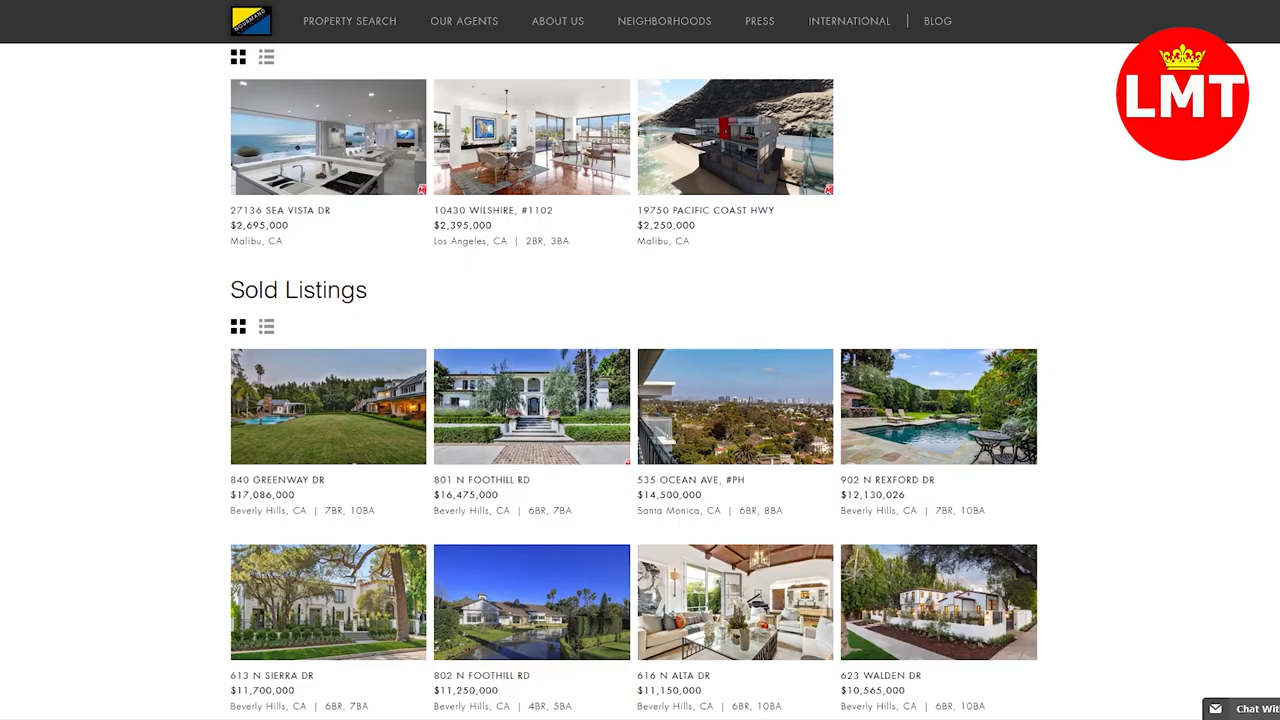 NOURMAND
PROPERTY SEARCH OUR AGENTS ABOUT US NEIGHBORHOODS PRESS INTERNATIONAL | BLOG
LMT
27136 SEA VISTA DR
$2,695,000
Malibu, CA
10430 WILSHIRE, #1102
$2,395,000
Los Angeles, CA | 2BR, 3BA
19750 PACIFIC COAST HWY
$2,250,000
Malibu, CA
Sold Listings
840 GREENWAY DR
$17,086,000
Beverly Hills, CA | 7BR, 10BA
801 N FOOTHILL RD
$16,475,000
Beverly Hills, CA | 6BR, 7BA
535 OCEAN AVE, #PH
$14,500,000
Santa Monica, CA | 6BR, 8BA
902 N REXFORD DR
$12,130,026
Beverly Hills, CA | 7BR, 10BA
613 N SIERRA DR
$11,700,000
Beverly Hills, CA | 6BR, 7BA
802 N FOOTHILL RD
$11,250,000
Beverly Hills, CA | 4BR, 5BA
616 N ALTA DR
$11,150,000
Beverly Hills, CA | 6BR, 10BA
623 WALDEN DR
$10,565,000
Beverly Hills, CA | 6BR, 10BA
Chat Wit